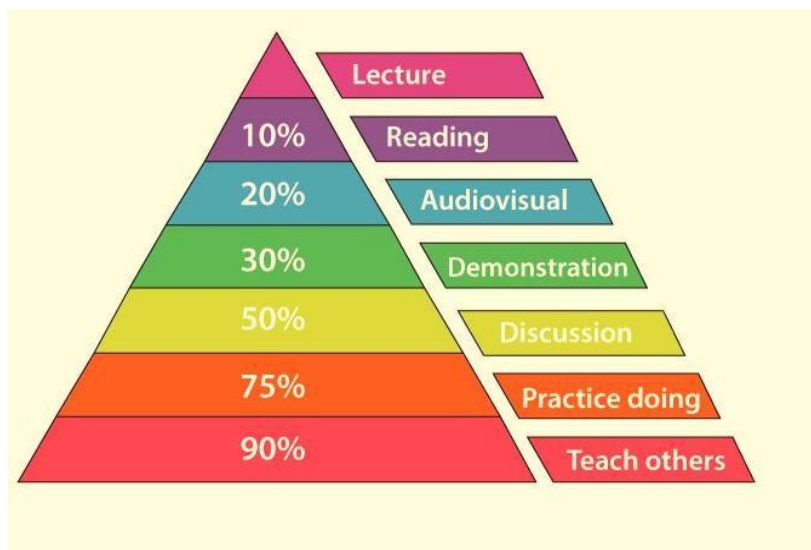 Lecture
10% Reading
20% Audiovisual
30% Demonstration
50% Discussion
75% Practice doing
90% Teach others